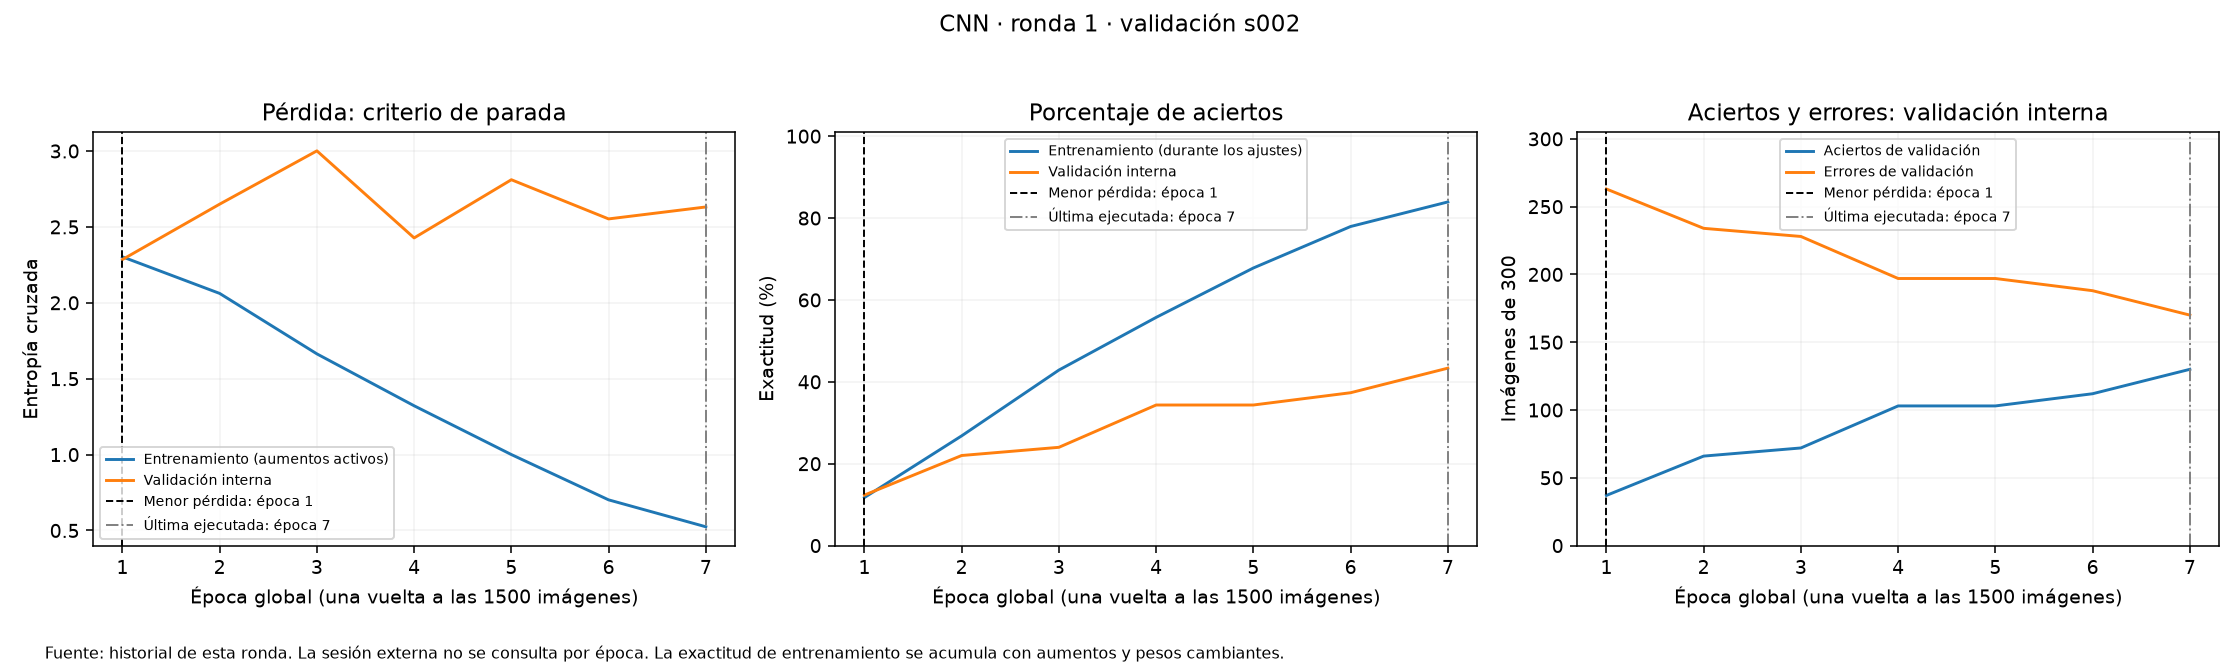 CNN · ronda 1 · validación s002
Pérdida: criterio de parada
Entropía cruzada
3.0
2.5
2.0
1.5
1.0
0.5
Entrenamiento (aumentos activos)
Validación interna
Menor pérdida: época 1
Última ejecutada: época 7
1 2 3 4 5 6 7
Época global (una vuelta a las 1500 imágenes)
Porcentaje de aciertos
Exactitud (%)
100
80
60
40
20
0
Entrenamiento (durante los ajustes)
Validación interna
Menor pérdida: época 1
Última ejecutada: época 7
1 2 3 4 5 6 7
Época global (una vuelta a las 1500 imágenes)
Aciertos y errores: validación interna
Imágenes de 300
300
250
200
150
100
50
0
Aciertos de validación
Errores de validación
Menor pérdida: época 1
Última ejecutada: época 7
1 2 3 4 5 6 7
Época global (una vuelta a las 1500 imágenes)
Fuente: historial de esta ronda. La sesión externa no se consulta por época. La exactitud de entrenamiento se acumula con aumentos y pesos cambiantes.